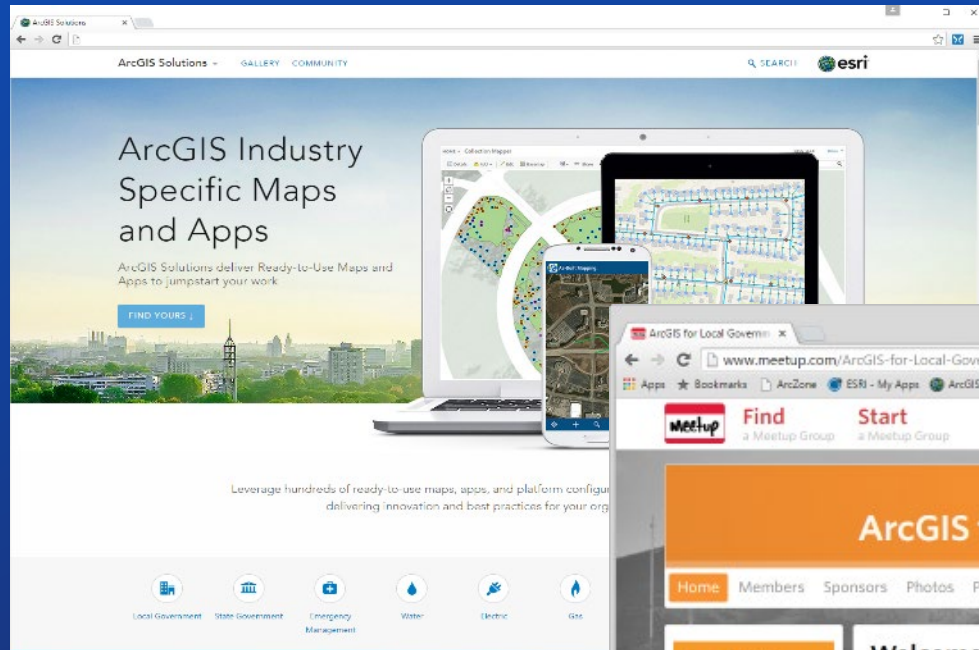 ArcGIS Solutions
ArcGIS Solutions
GALLERY
COMMUNITY
SEARCH
esri
ArcGIS Industry
Specific Maps
and Apps
ArcGIS Solutions deliver Ready-to-Use Maps and
Apps to jumpstart your work
FIND YOURS ↓
Collection Mapper
Leverage hundreds of ready-to-use maps, apps, and platform configu
delivering innovation and best practices for your org
Local Government
State Government
Emergency
Management
Water
Electric
Gas
ArcGIS for Local Governm
www.meetup.com/ArcGIS-for-Local-Gov
Apps
Bookmarks
ArcZone
ESRI - My Apps
ArcGIS
Meetup
Find
a Meetup Group
Start
a Meetup Group
ArcGIS
Home
Members
Sponsors
Photos
P
Welcome